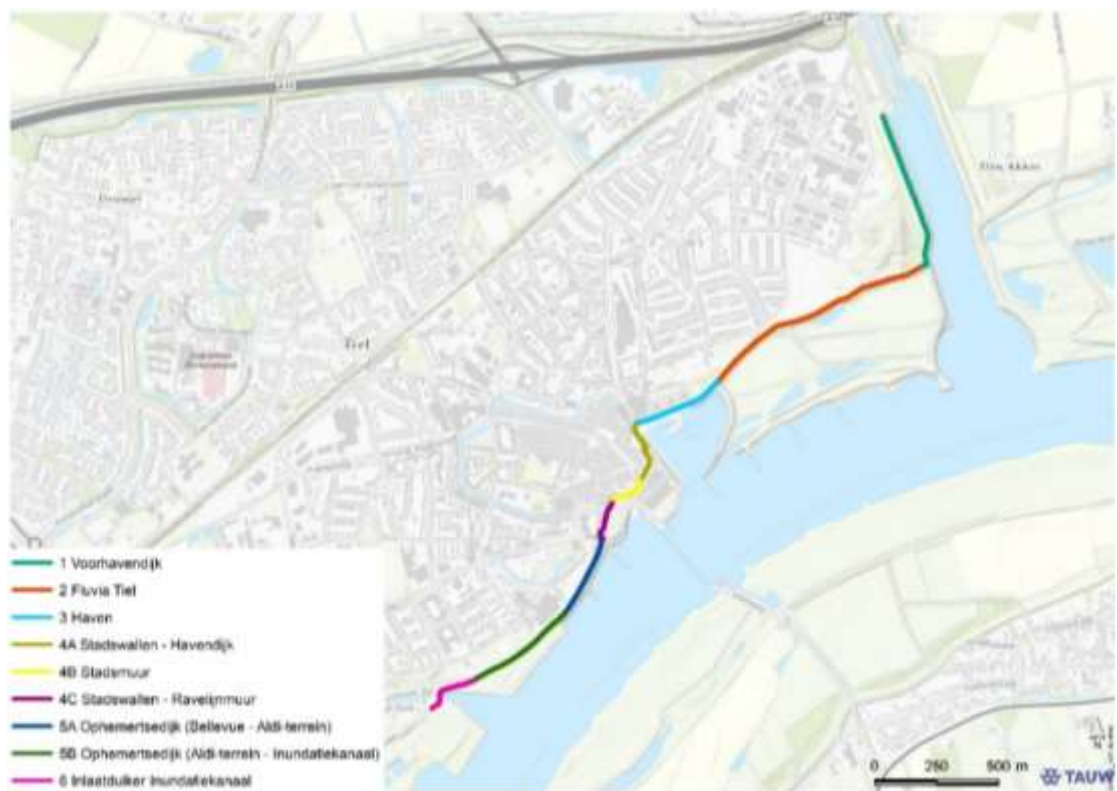 Tiel
1 Voorhavendijk
2 Fluvia Tiel
3 Haven
4A Stadswallen - Havendijk
4B Stadsmuur
4C Stadswallen - Ravelijnmuur
5A Ophemertsedijk (Bellevue - Aldi-terrein)
5B Ophemertsedijk (Aldi-terrein - Inundatiekanaal)
6 Inlaatduiker Inundatiekanaal
0 250 500 m
TAUW